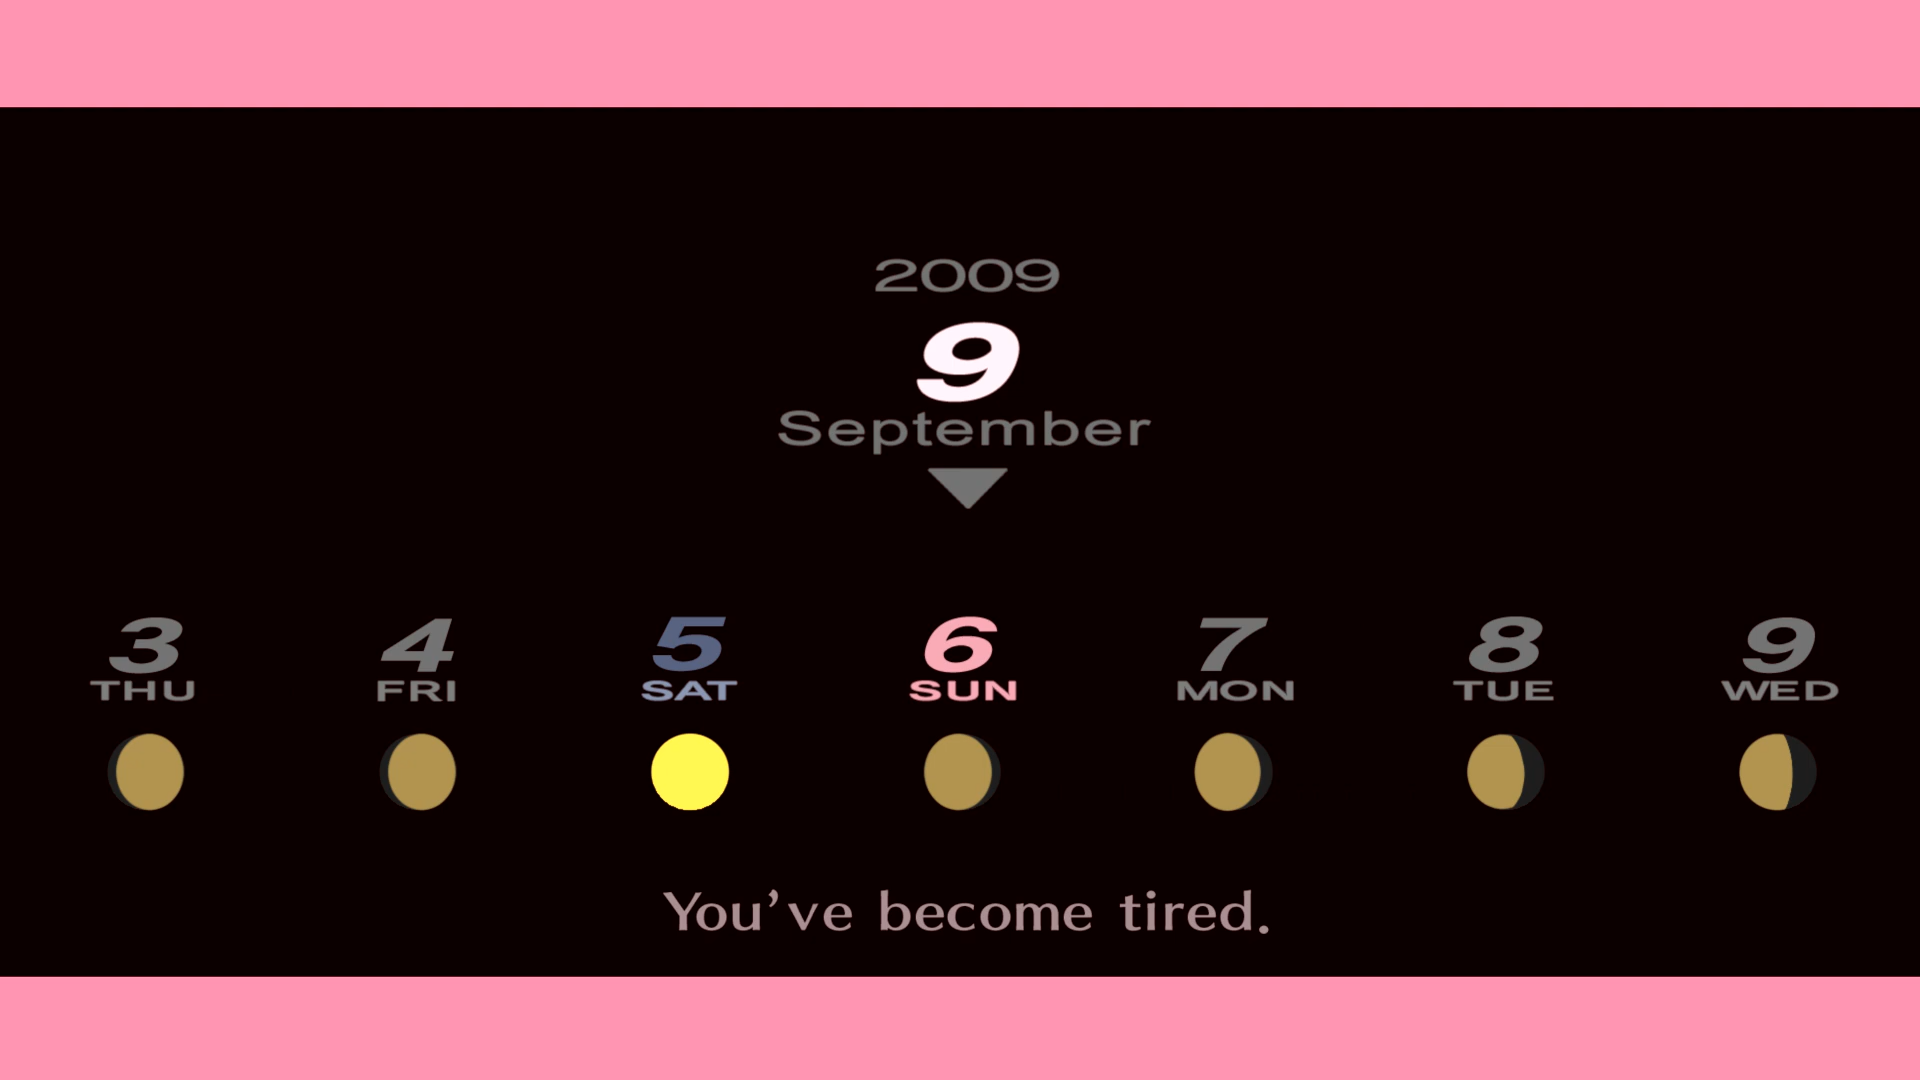 2009
9
September
3 4 5 6 7 8 9
THU FRI SAT SUN MON TUE WED
You've become tired.